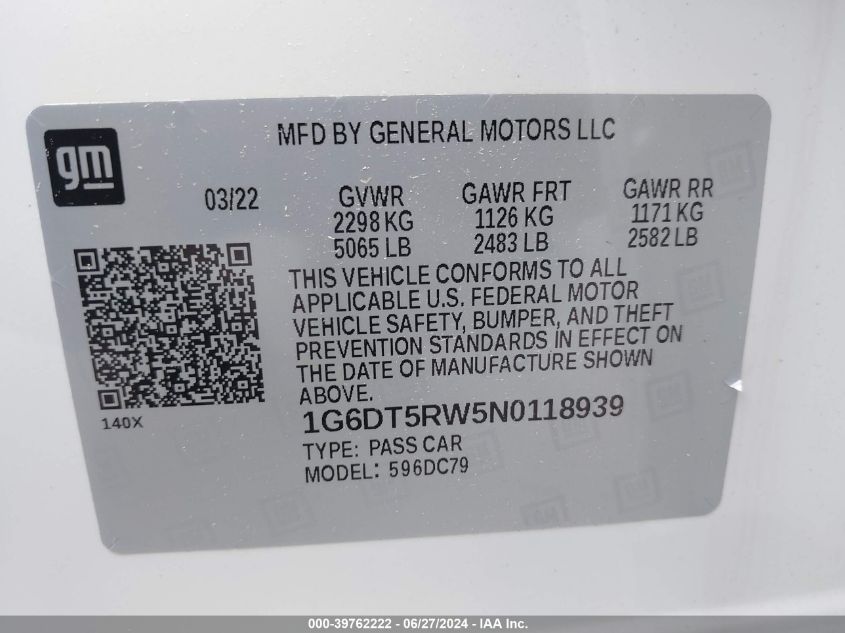 gm
MFD BY GENERAL MOTORS LLC
03/22 GVWR GAWR FRT GAWR RR
2298 KG 1126 KG 1171 KG
5065 LB 2483 LB 2582 LB
THIS VEHICLE CONFORMS TO ALL
APPLICABLE U.S. FEDERAL MOTOR
VEHICLE SAFETY, BUMPER, AND THEFT
PREVENTION STANDARDS IN EFFECT ON
THE DATE OF MANUFACTURE SHOWN
ABOVE.
140X
1G6DT5RW5N0118939
TYPE: PASS CAR
MODEL: 596DC79
000-39762222 - 06/27/2024 - IAA Inc.